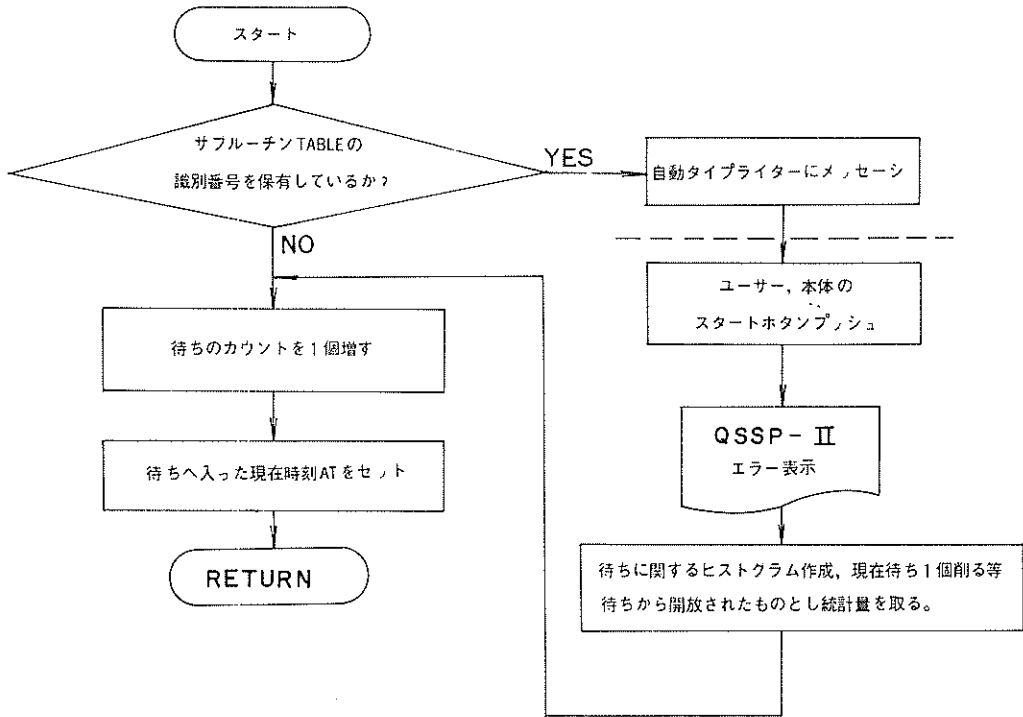 スタート
サブルーチンTABLEの
識別番号を保有しているか?
YES
自動タイプライターにメッセージ
NO
ユーザー, 本体の
スタートボタンプッシュ
待ちのカウントを1個増す
QSSP-Ⅱ
エラー表示
待ちへ入った現在時刻ATをセット
RETURN
待ちに関するヒストグラム作成, 現在待ち1個削る等
待ちから開放されたものとし統計量を取る。